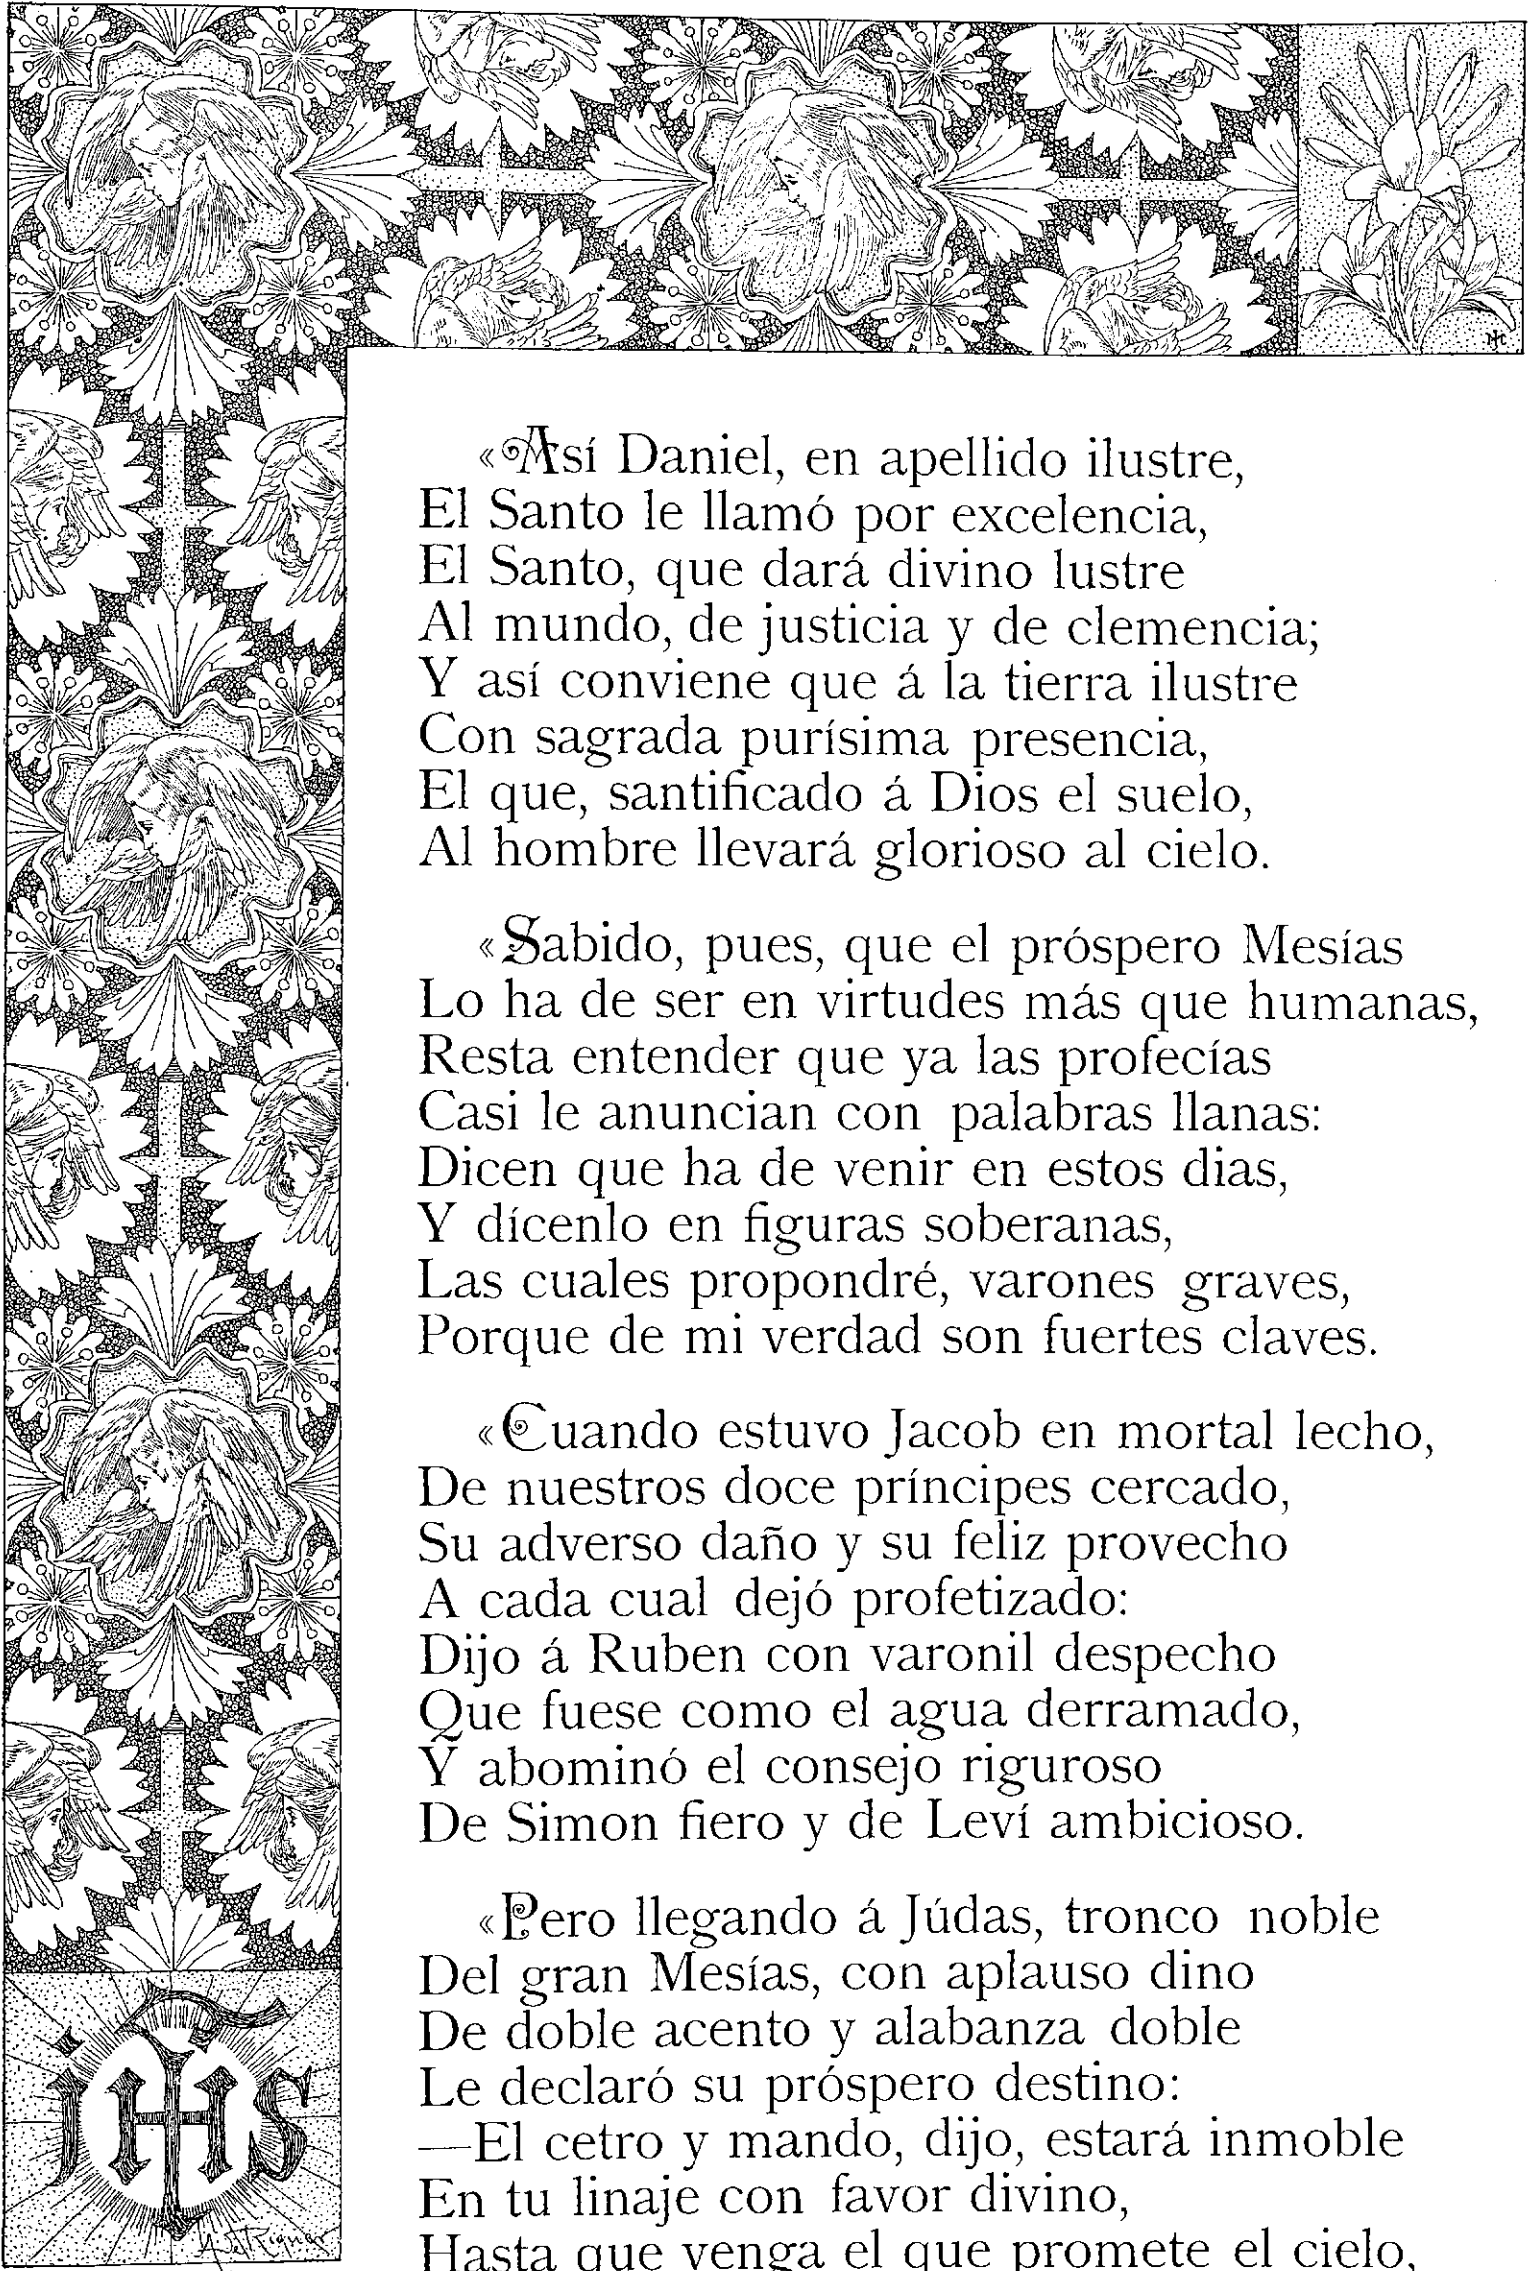 «Así Daniel, en apellido ilustre,
El Santo le llamó por excelencia,
El Santo, que dará divino lustre
Al mundo, de justicia y de clemencia;
Y así conviene que á la tierra ilustre
Con sagrada purísima presencia,
El que, santificado á Dios el suelo,
Al hombre llevará glorioso al cielo.
«Sabido, pues, que el próspero Mesías
Lo ha de ser en virtudes más que humanas,
Resta entender que ya las profecías
Casi le anuncian con palabras llanas:
Dicen que ha de venir en estos dias,
Y dícenlo en figuras soberanas,
Las cuales propondré, varones graves,
Porque de mi verdad son fuertes claves.
«Cuando estuvo Jacob en mortal lecho,
De nuestros doce príncipes cercado,
Su adverso daño y su feliz provecho
A cada cual dejó profetizado:
Dijo á Ruben con varonil despecho
Que fuese como el agua derramado,
Y abominó el consejo riguroso
De Simon fiero y de Leví ambicioso.
«Pero llegando á Júdas, tronco noble
Del gran Mesías, con aplauso dino
De doble acento y alabanza doble
Le declaró su próspero destino:
—El cetro y mando, dijo, estará inmoble
En tu linaje con favor divino,
Hasta que venga el que promete el cielo,
jHS
A. de Riquer